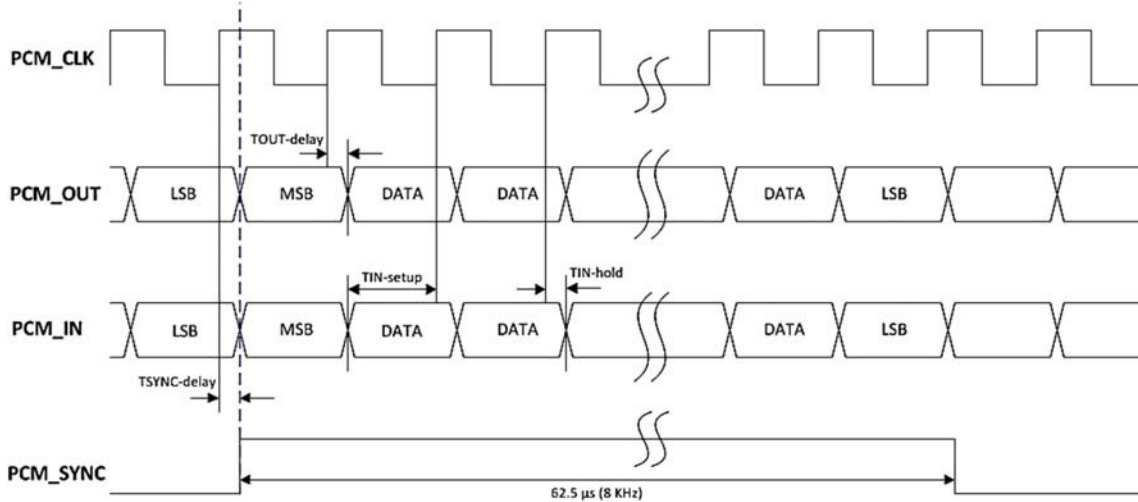 PCM_CLK
TOUT-delay
PCM_OUT LSB MSB DATA DATA DATA LSB
TIN-setup TIN-hold
PCM_IN LSB MSB DATA DATA DATA LSB
TSYNC-delay
PCM_SYNC
62.5 µs (8 KHz)